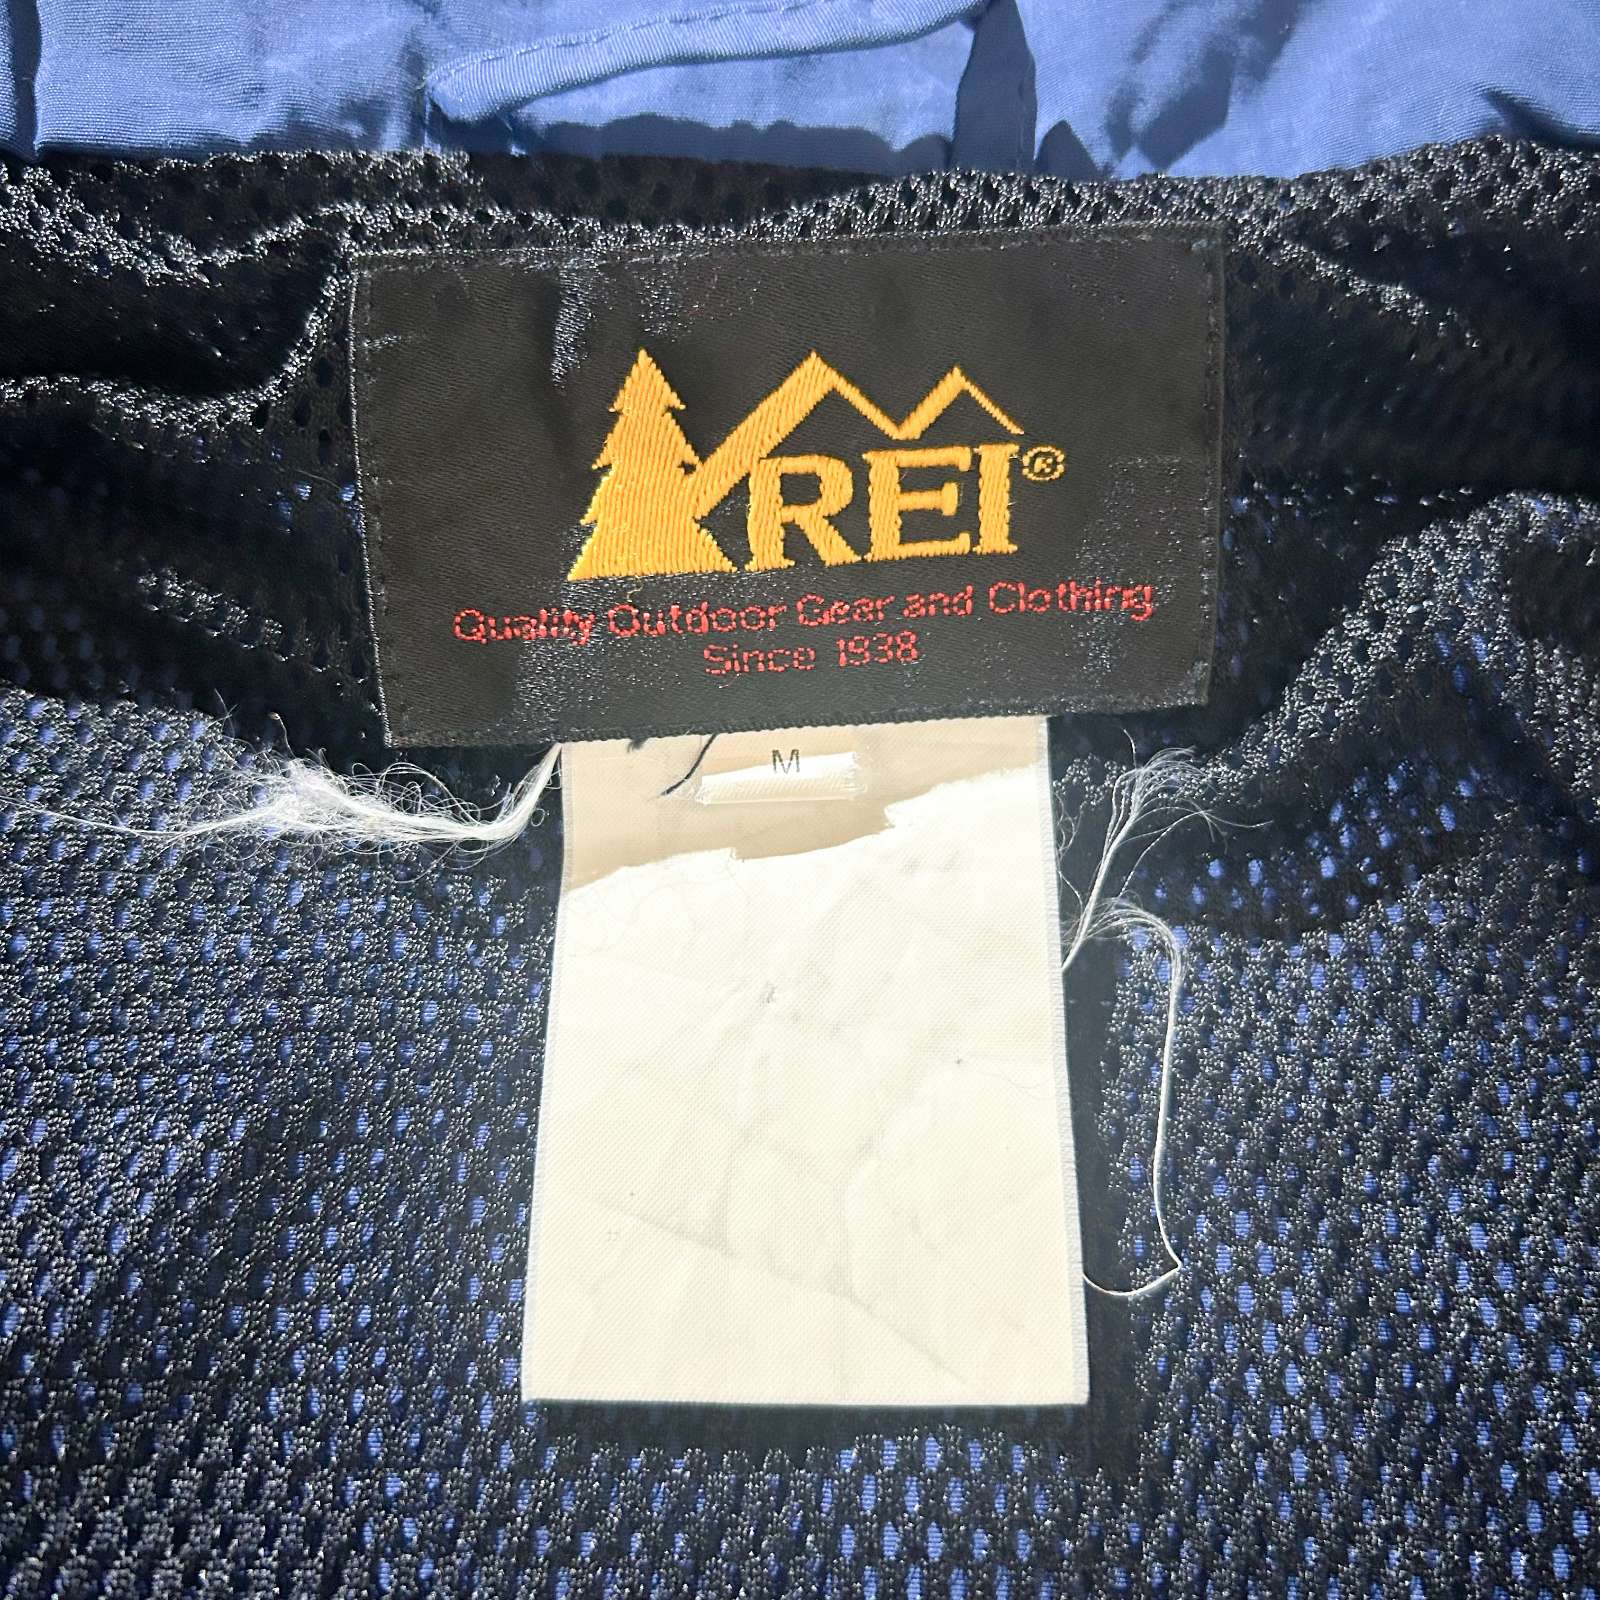 REI®
Quality Outdoor Gear and Clothing
Since 1938
M